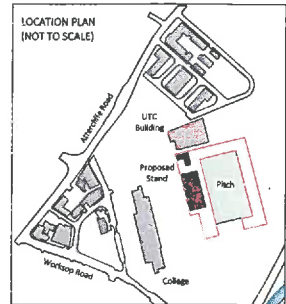 LOCATION PLAN
(NOT TO SCALE)
Attercliffe Road
UTC
Building
Proposed
Stand
Pitch
Worksop Road
College